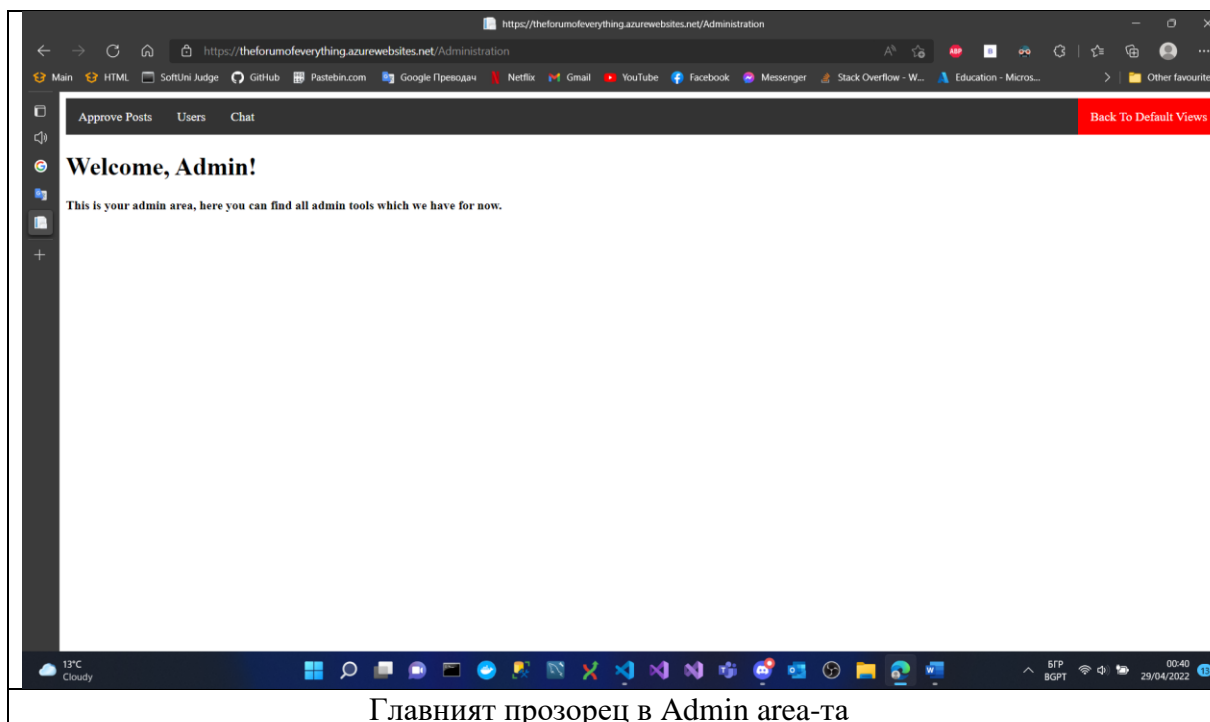 https://theforumofeverything.azurewebsites.net/Administration
https://theforumofeverything.azurewebsites.net/Administration
Main HTML SoftUni Judge GitHub Pastebin.com Google Преводач Netflix Gmail YouTube Facebook Messenger Stack Overflow - W... Education - Micros... Other favourite
Approve Posts Users Chat Back To Default Views
Welcome, Admin!
This is your admin area, here you can find all admin tools which we have for now.
13°C
Cloudy
БГР
BGPT
00:40
29/04/2022
Главният прозорец в Admin area-та